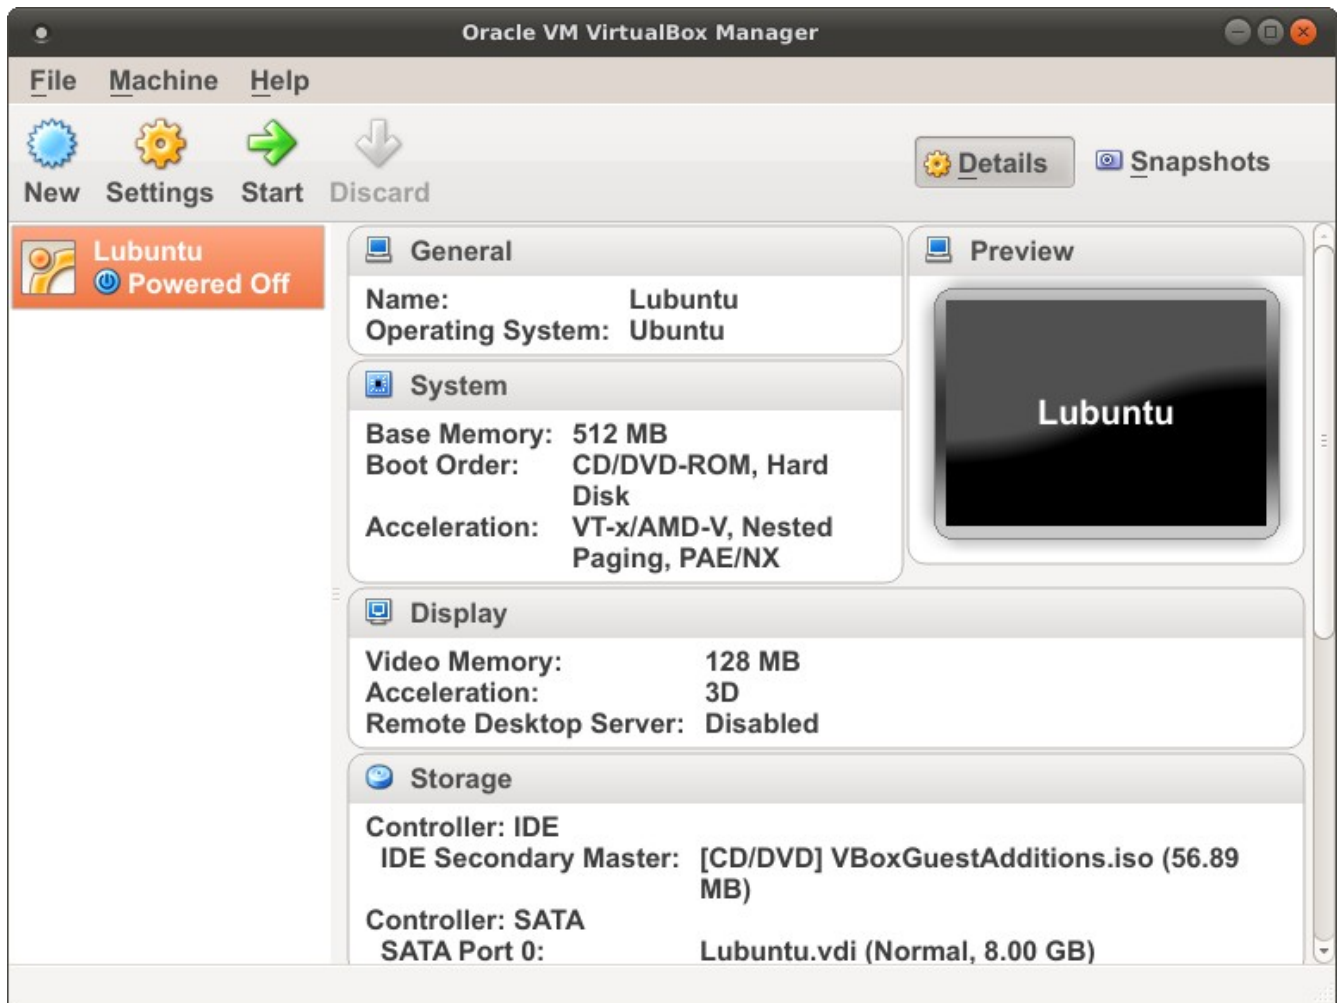 Oracle VM VirtualBox Manager
File Machine Help
New Settings Start Discard
Details Snapshots
Lubuntu
Powered Off
General
Name: Lubuntu
Operating System: Ubuntu
System
Base Memory: 512 MB
Boot Order: CD/DVD-ROM, Hard
Disk
Acceleration: VT-x/AMD-V, Nested
Paging, PAE/NX
Preview
Lubuntu
Display
Video Memory: 128 MB
Acceleration: 3D
Remote Desktop Server: Disabled
Storage
Controller: IDE
IDE Secondary Master: [CD/DVD] VBoxGuestAdditions.iso (56.89
MB)
Controller: SATA
SATA Port 0: Lubuntu.vdi (Normal, 8.00 GB)